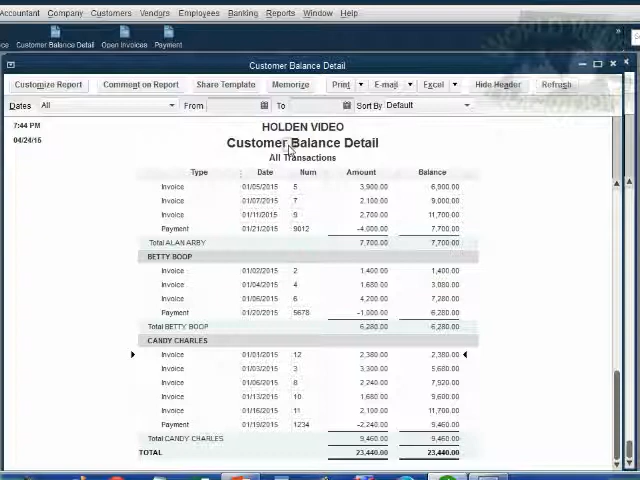 Accountant Company Customers Vendors Employees Banking Reports Window Help
Customer Balance Detail Open Invoices Payment
Customer Balance Detail
Customize Report Comment on Report Share Template Memorize Print E-mail Excel Hide Header Refresh
Dates All From To Sort By Default
7:44 PM HOLDEN VIDEO
04/24/15 Customer Balance Detail
All Transactions
Type Date Num Amount Balance
Invoice 01/05/2015 5 3,900.00 6,900.00
Invoice 01/07/2015 7 2,100.00 9,000.00
Invoice 01/11/2015 9 2,700.00 11,700.00
Payment 01/21/2015 9012 -4,000.00 7,700.00
Total ALAN ARBY 7,700.00 7,700.00
BETTY BOOP
Invoice 01/02/2015 2 1,400.00 1,400.00
Invoice 01/04/2015 4 1,680.00 3,080.00
Invoice 01/06/2015 6 4,200.00 7,280.00
Payment 01/20/2015 5678 -1,000.00 6,280.00
Total BETTY BOOP 6,280.00 6,280.00
CANDY CHARLES
Invoice 01/01/2015 12 2,380.00 2,380.00
Invoice 01/03/2015 3 3,300.00 5,680.00
Invoice 01/06/2015 8 2,240.00 7,920.00
Invoice 01/13/2015 10 1,680.00 9,600.00
Invoice 01/16/2015 11 2,100.00 11,700.00
Payment 01/19/2015 1234 -2,240.00 9,460.00
Total CANDY CHARLES 9,460.00 9,460.00
TOTAL 23,440.00 23,440.00